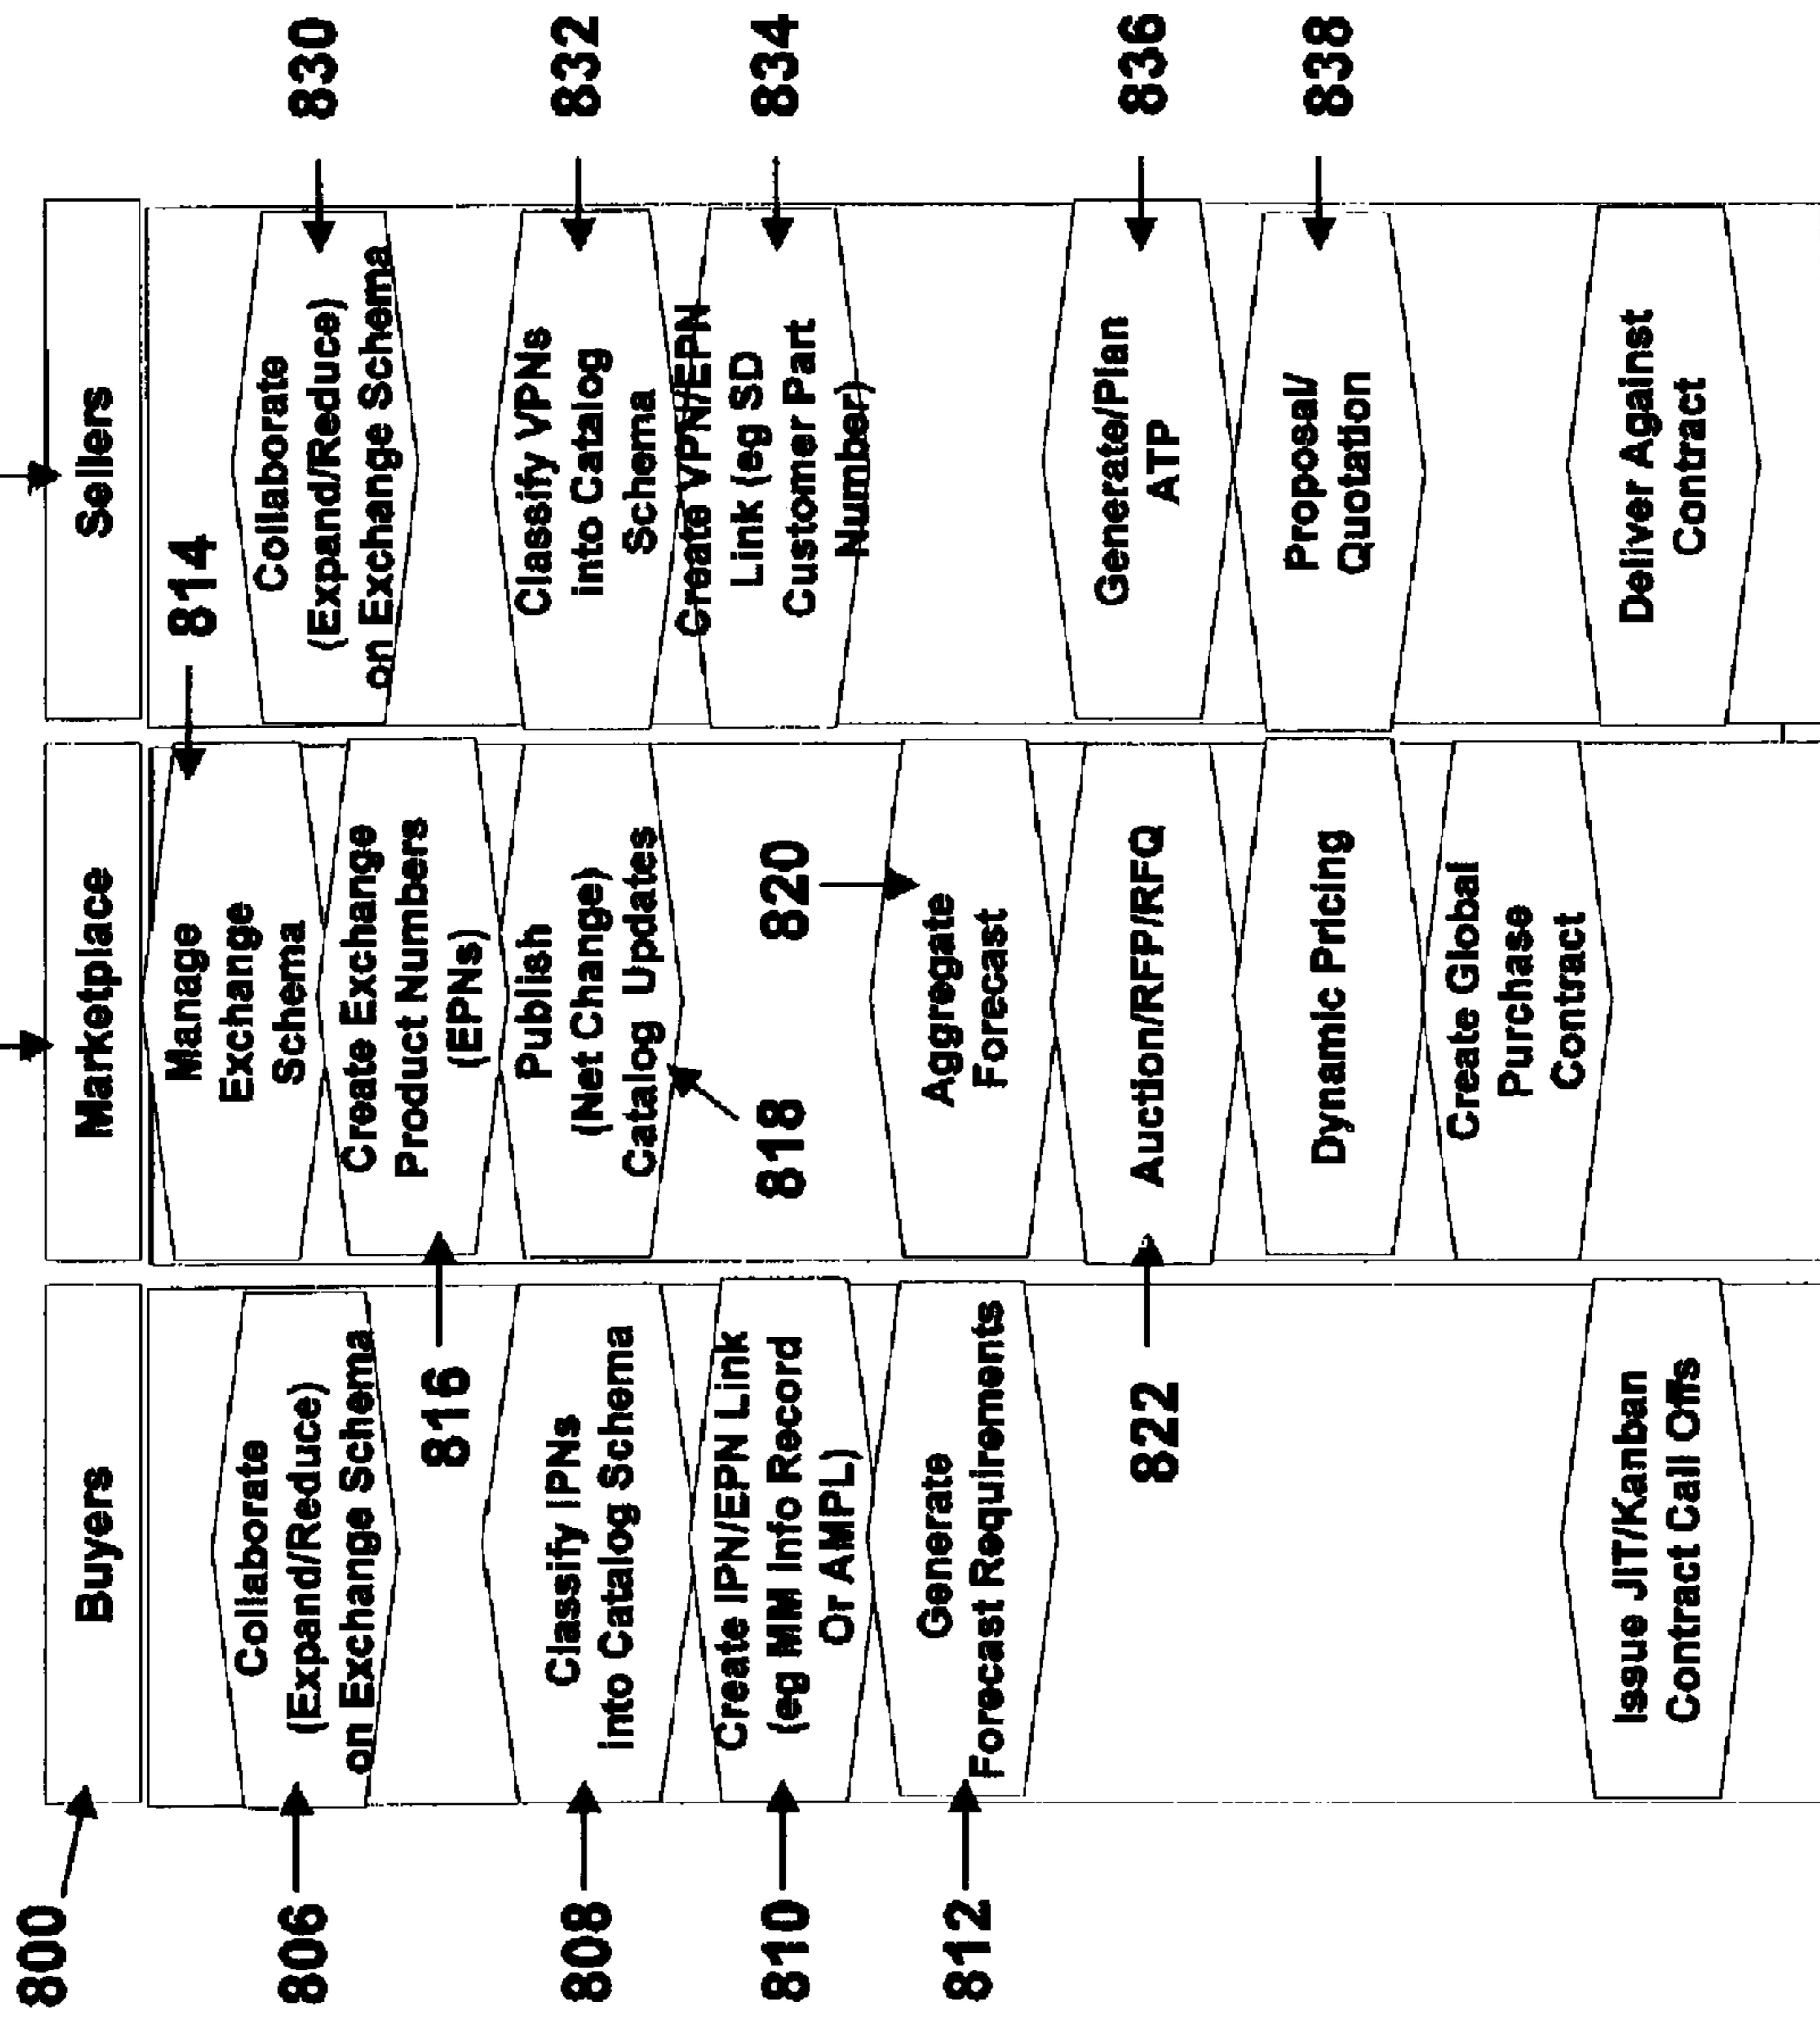 800
Buyers
806
Collaborate
(Expand/Reduce)
on Exchange Schema
808
Classify IPNs
into Catalog Schema
810
Create IPN/EPN Link
(eg MM Info Record
Or AMPL)
812
Generate
Forecast Requirements
Issue JIT/Kanban
Contract Call Offs
Marketplace
814
Manage
Exchange
Schema
816
Create Exchange
Product Numbers
(EPNs)
Publish
(Net Change)
Catalog Updates
818
820
Aggregate
Forecast
822
Auction/RFP/RFQ
Dynamic Pricing
Create Global
Purchase
Contract
Sellers
830
Collaborate
(Expand/Reduce)
on Exchange Schema
832
Classify VPNs
into Catalog
Schema
834
Create VPN/EPN
Link (eg SD
Customer Part
Number)
836
Generate/Plan
ATP
838
Proposal/
Quotation
Deliver Against
Contract